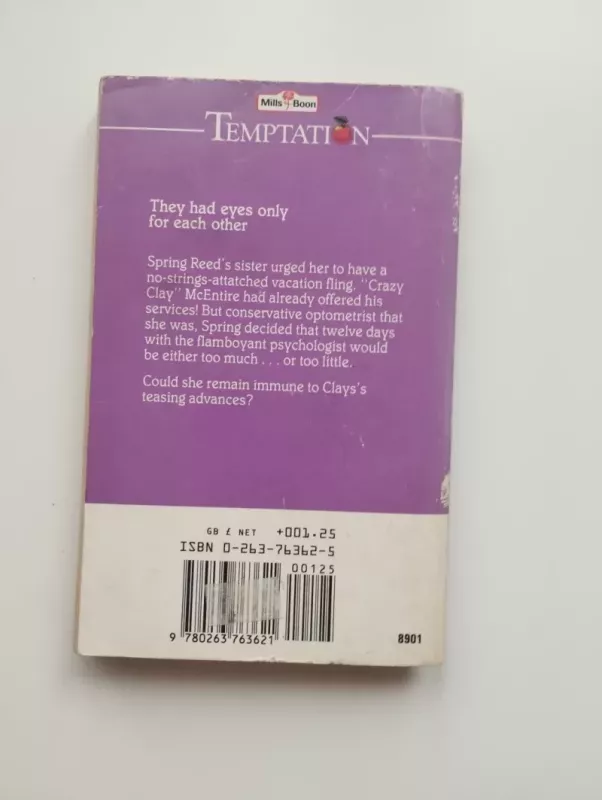 Mills & Boon
TEMPTATION
They had eyes only
for each other
Spring Reed's sister urged her to have a
no-strings-attatched vacation fling. "Crazy
Clay" McEntire had already offered his
services! But conservative optometrist that
she was, Spring decided that twelve days
with the flamboyant psychologist would
be either too much . . . or too little.
Could she remain immune to Clays's
teasing advances?
GB £ NET +001.25
ISBN 0-263-76362-5
00125
9 780263 763621
8901